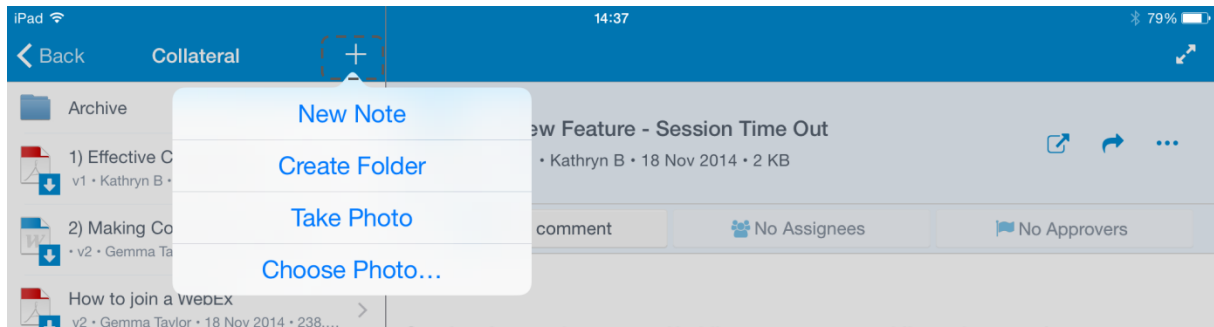 iPad 14:37 79%
Back Collateral +
Archive
1) Effective C
v1 • Kathryn B •
2) Making Co
• v2 • Gemma Ta
How to join a WebEx
v2 • Gemma Taylor • 18 Nov 2014 • 238....
New Note
Create Folder
Take Photo
Choose Photo...
ew Feature - Session Time Out
• Kathryn B • 18 Nov 2014 • 2 KB
comment No Assignees No Approvers